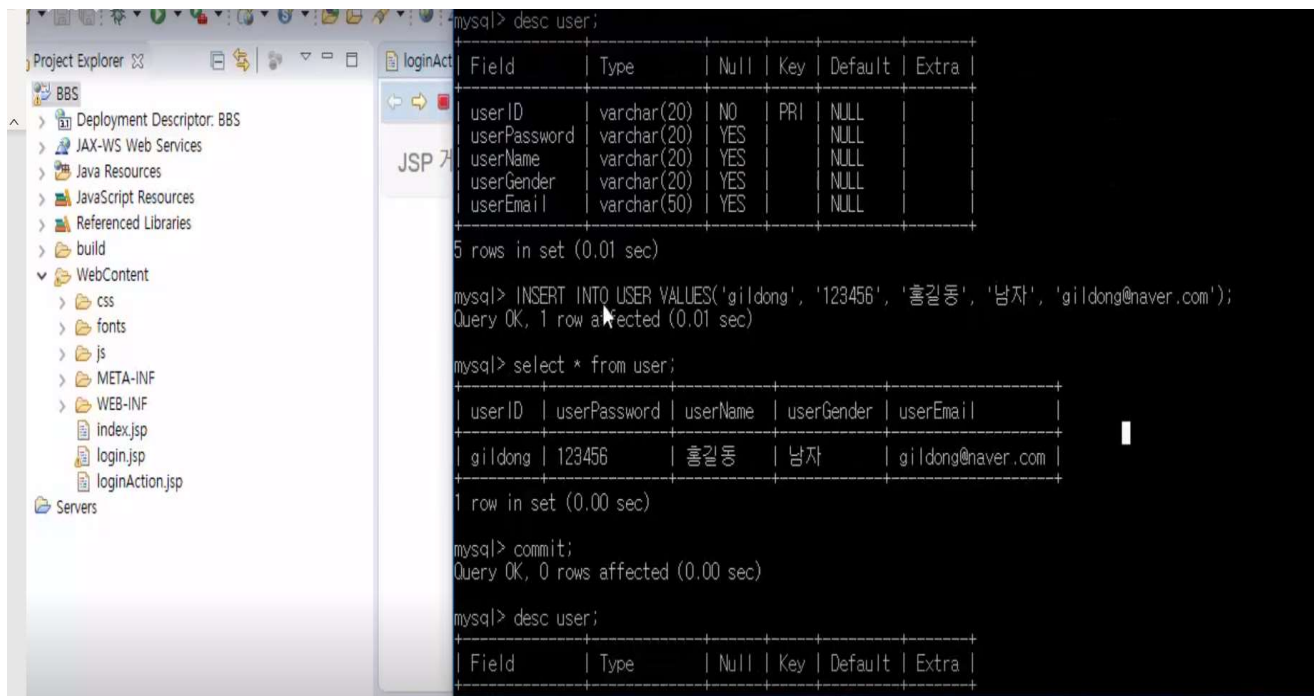 Project Explorer
BBS
Deployment Descriptor: BBS
JAX-WS Web Services
Java Resources
JavaScript Resources
Referenced Libraries
build
WebContent
css
fonts
js
META-INF
WEB-INF
index.jsp
login.jsp
loginAction.jsp
Servers
loginAct
JSP 게
mysql> desc user;
| Field | Type | Null | Key | Default | Extra |
| userID | varchar(20) | NO | PRI | NULL | |
| userPassword | varchar(20) | YES | | NULL | |
| userName | varchar(20) | YES | | NULL | |
| userGender | varchar(20) | YES | | NULL | |
| userEmail | varchar(50) | YES | | NULL | |
5 rows in set (0.01 sec)
mysql> INSERT INTO USER VALUES('gildong', '123456', '홍길동', '남자', 'gildong@naver.com');
Query OK, 1 row affected (0.01 sec)
mysql> select * from user;
| userID | userPassword | userName | userGender | userEmail |
| gildong | 123456 | 홍길동 | 남자 | gildong@naver.com |
1 row in set (0.00 sec)
mysql> commit;
Query OK, 0 rows affected (0.00 sec)
mysql> desc user;
| Field | Type | Null | Key | Default | Extra |